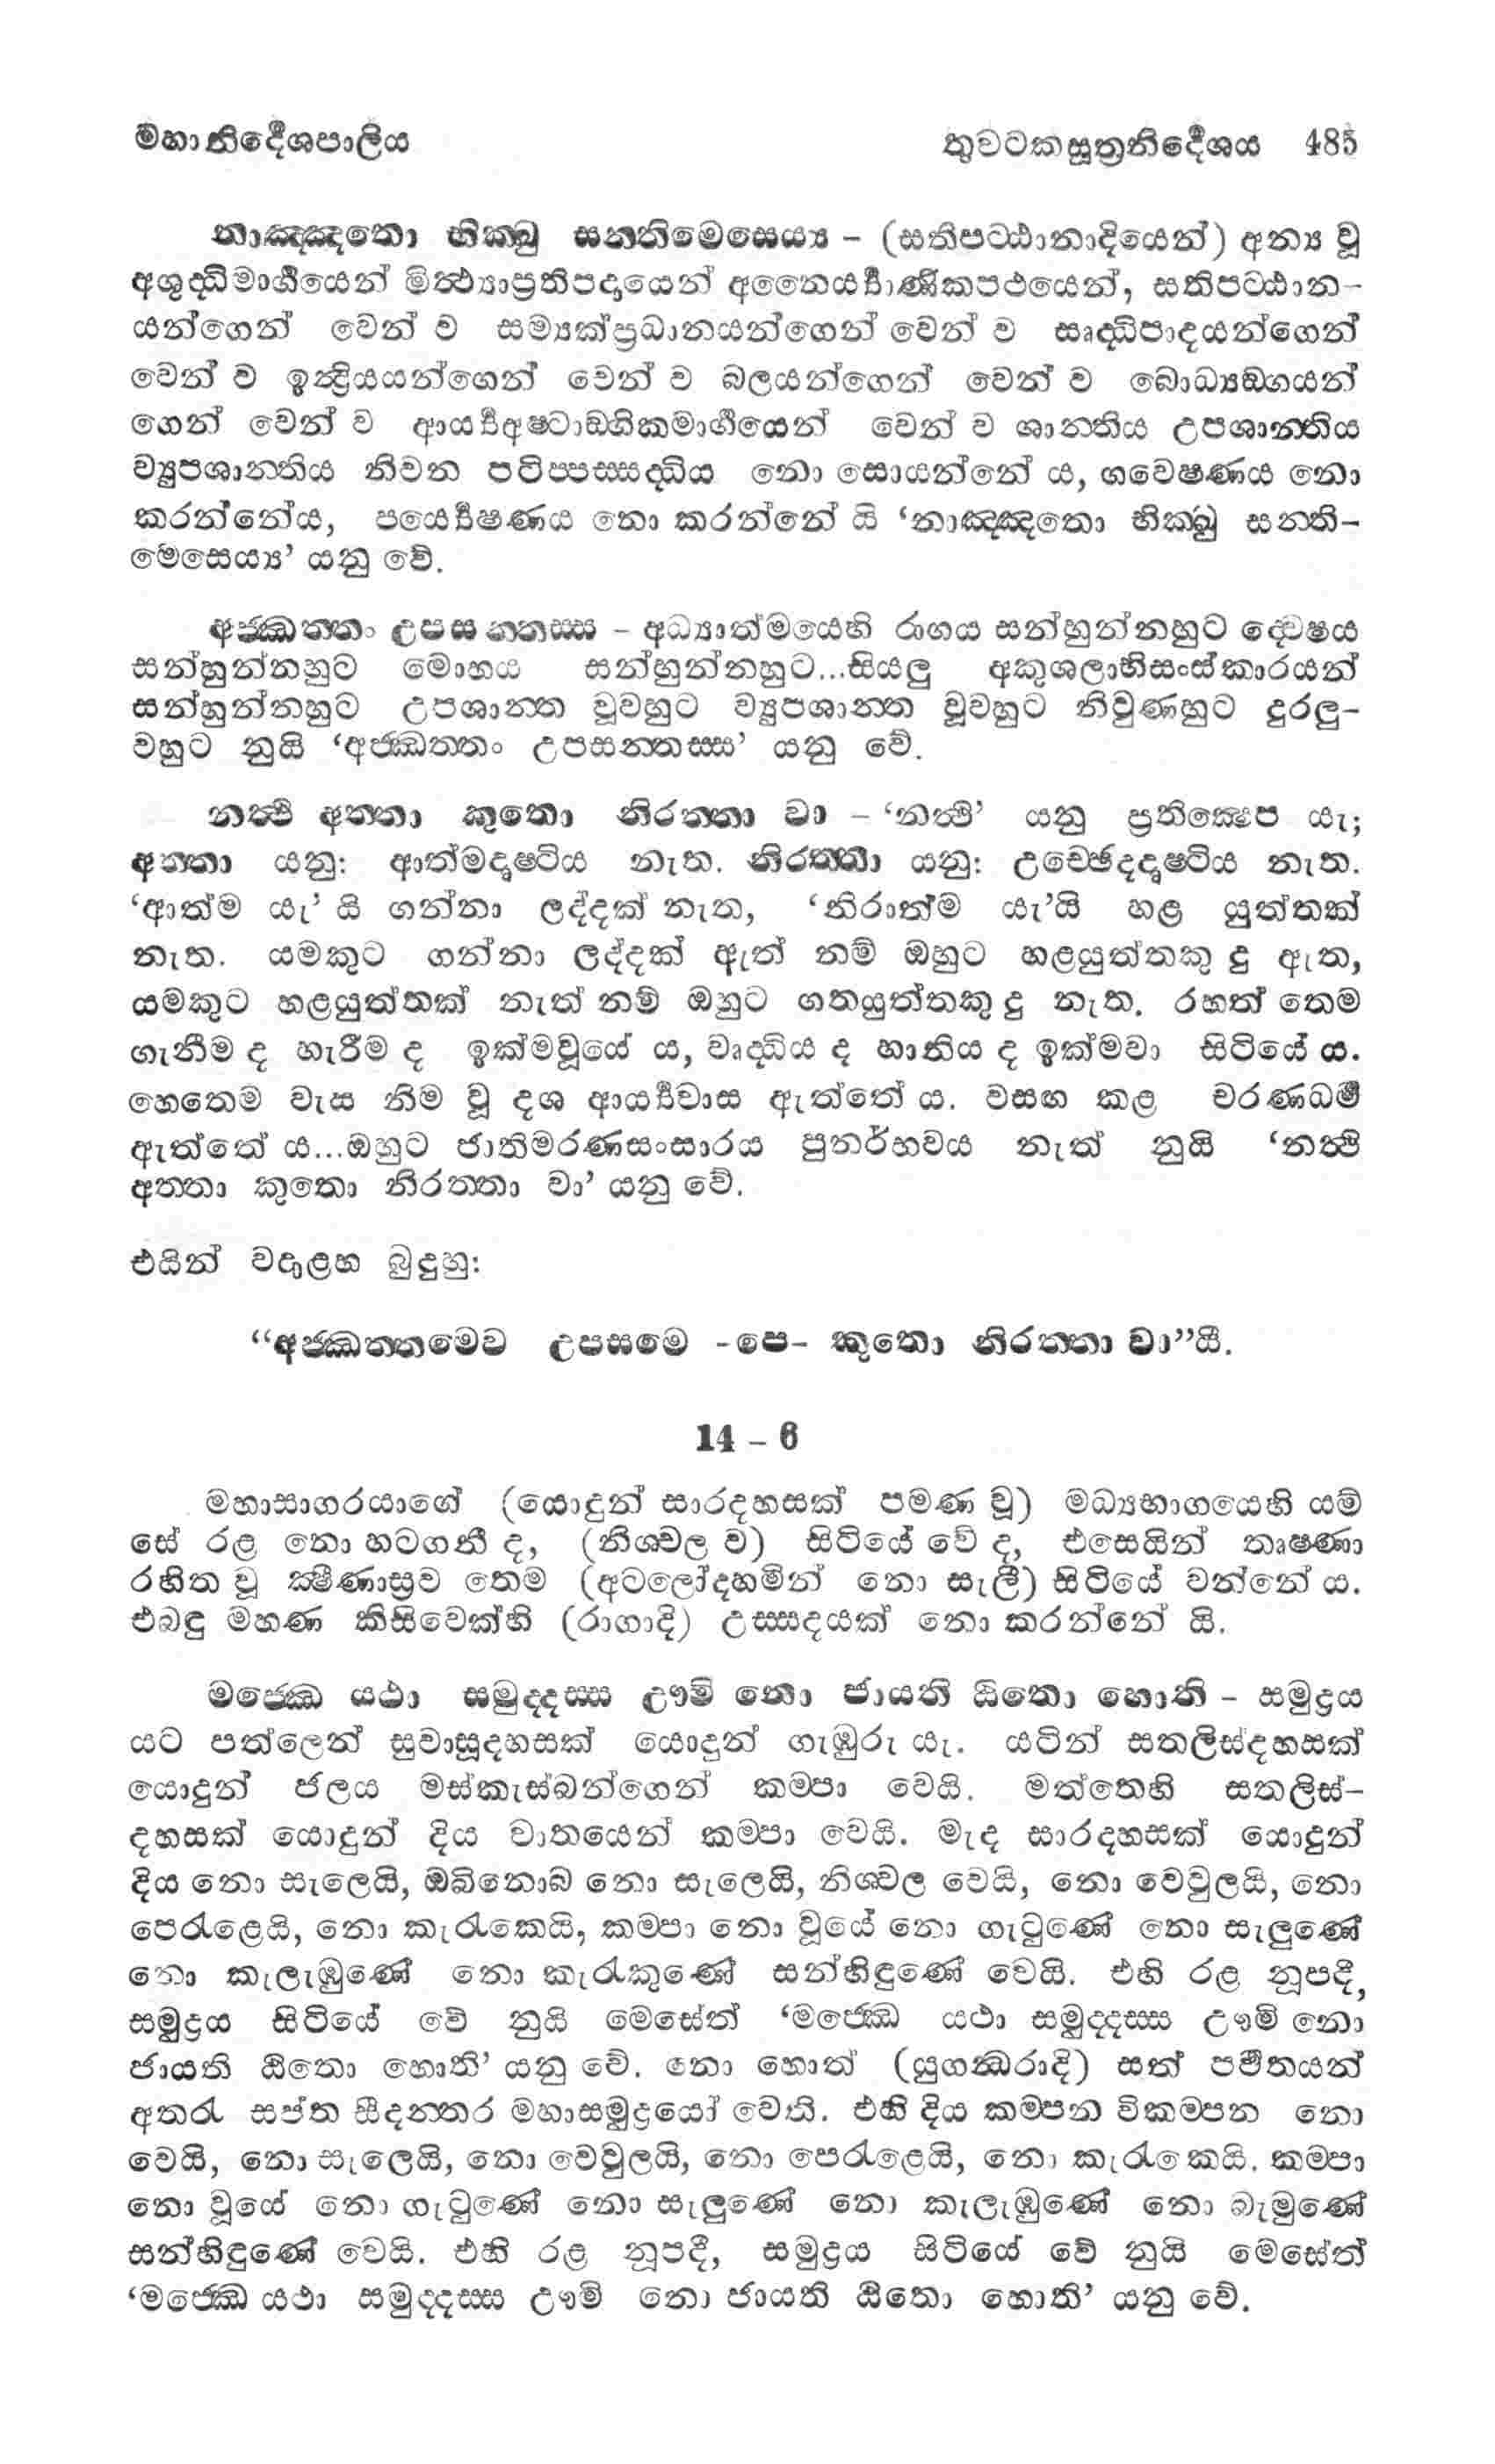 මහානිර්‍දෙශපාලිය තුවටකසූත්‍රනිර්‍දෙශය 485
නාඤ්ඤතො භික්ඛු සන්තිමෙසෙය්‍ය – (සතිපට්ඨානාදියෙන්) අන්‍ය වූ
අශුද්ධිමාර්‍ගයෙන් මිත්‍ථ්‍යාප්‍රතිපදායෙන් අනෛර්‍ය්‍යාණිකපථයෙන්, සතිපට්ඨාන–
යන්ගෙන් වෙන් ව සම්‍යක්ප්‍රධානයන්ගෙන් වෙන් ව සෘද්ධිපාදයන්ගෙන්
වෙන් ව ඉන්‍ද්‍රියයන්ගෙන් වෙන් ව බලයන්ගෙන් වෙන් ව බොධ්‍යඞ්ගයන්
ගෙන් වෙන් ව ආර්‍ය්‍යඅෂ්ටාඞ්ගිකමාර්‍ගයෙන් වෙන් ව ශාන්තිය උපශාන්තිය
ව්‍යුපශාන්තිය නිවන පටිප්පස්සද්ධිය නො සොයන්නේ ය, ගවෙෂණය නො
කරන්නේය, පර්‍ය්‍යෙෂණය නො කරන්නේ යි ‘නාඤ්ඤතො භික්ඛු සන්ති–
මෙසෙය්‍ය’ යනු වේ.
අජ්ඣත්තං උපසන්තස්ස – අධ්‍යාත්මයෙහි රාගය සන්හුන්නහුට ද්වෙෂය
සන්හුන්නහුට මොහය සන්හුන්නහුට...සියලු අකුශලාභිසංස්කාරයන්
සන්හුන්නහුට උපශාන්ත වූවහුට ව්‍යුපශාන්ත වූවහුට නිවුණහුට දුරලු–
වහුට නුයි ‘අජ්ඣත්තං උපසන්තස්ස’ යනු වේ.
නත්‍ථි අත්තා කුතො නිරත්තා වා – ‘නත්‍ථි’ යනු ප්‍රතික්‍ෂෙප යැ;
අත්තා යනු: ආත්මදෘෂ්ටිය නැත. නිරත්තා යනු: උච්ඡෙදදෘෂ්ටිය නැත.
‘ආත්ම යැ’ යි ගන්නා ලද්දක් නැත, ‘නිරාත්ම යැ’යි හළ යුත්තක්
නැත. යමකුට ගන්නා ලද්දක් ඇත් නම් ඔහුට හළයුත්තකු දු ඇත,
යමකුට හළයුත්තක් නැත් නම් ඔහුට ගතයුත්තකු දු නැත. රහත් තෙම
ගැනීම ද හැරීම ද ඉක්මවූයේ ය, වෘද්ධිය ද හානිය ද ඉක්මවා සිටියේ ය.
හෙතෙම වැස නිම වූ දශ ආර්‍ය්‍යවාස ඇත්තේ ය. වසඟ කළ චරණධර්‍ම
ඇත්තේ ය...ඔහුට ජාතිමරණසංසාරය පුනර්භවය නැත් නුයි ‘නත්‍ථි
අත්තා කුතො නිරත්තා වා’ යනු වේ.
එයින් වදාළහ බුදුහු:
“අජ්ඣත්තමෙව උපසමෙ -පෙ- කුතො නිරත්තා වා”යී.
14 – 6
මහාසාගරයාගේ (යොදුන් සාරදහසක් පමණ වූ) මධ්‍යභාගයෙහි යම්
සේ රළ නො හටගනී ද, (නිශ්චල ව) සිටියේ වේ ද, එසෙයින් තෘෂ්ණා
රහිත වූ ක්‍ෂීණාස්‍රව තෙම (අටලෝදහමින් නො සැලී) සිටියේ වන්නේ ය.
එබඳු මහණ කිසිවෙක්හි (රාගාදි) උස්සදයක් නො කරන්නේ යි.
මජ්ඣෙ යථා සමුද්දස්ස ඌමි නො ජායති ඨිතො හොති – සමුද්‍රය
යට පත්ලෙන් සුවාසූදහසක් යොදුන් ගැඹුරු යැ. යටින් සතලිස්දහසක්
යොදුන් ජලය මස්කැස්බන්ගෙන් කම්පා වෙයි. මත්තෙහි සතලිස්–
දහසක් යොදුන් දිය වාතයෙන් කම්පා වෙයි. මැද සාරදහසක් යොදුන්
දිය නො සැලෙයි, ඔබිනොබ නො සැලෙයි, නිශ්චල වෙයි, නො වෙවුලයි, නො
පෙරැළෙයි, නො කැරැකෙයි, කම්පා නො වූයේ නො ගැටුණේ නො සැලුණේ
නො කැලැඹුණේ නො කැරැකුණේ සන්හිඳුණේ වෙයි. එහි රළ නූපදී,
සමුද්‍රය සිටියේ වේ නුයි මෙසේත් ‘මජ්ඣෙ යථා සමුද්දස්ස ඌමි නො
ජායති ඨිතො හොති’ යනු වේ. නො හොත් (යුගන්‍ධරාදි) සත් පර්‍වතයන්
අතරැ සප්ත සීදන්තර මහාසමුද්‍රයෝ වෙති. එහි දිය කම්පන විකම්පන නො
වෙයි, නො සැලෙයි, නො වෙවුලයි, නො පෙරැළෙයි, නො කැරැකෙයි. කම්පා
නො වූයේ නො ගැටුණේ නො සැලුණේ නො කැලැඹුණේ නො බැමුණේ
සන්හිඳුණේ වෙයි. එහි රළ නූපදී, සමුද්‍රය සිටියේ වේ නුයි මෙසේත්
‘මජ්ඣෙ යථා සමුද්දස්ස ඌමි නො ජායති ඨිතො හොති’ යනු වේ.